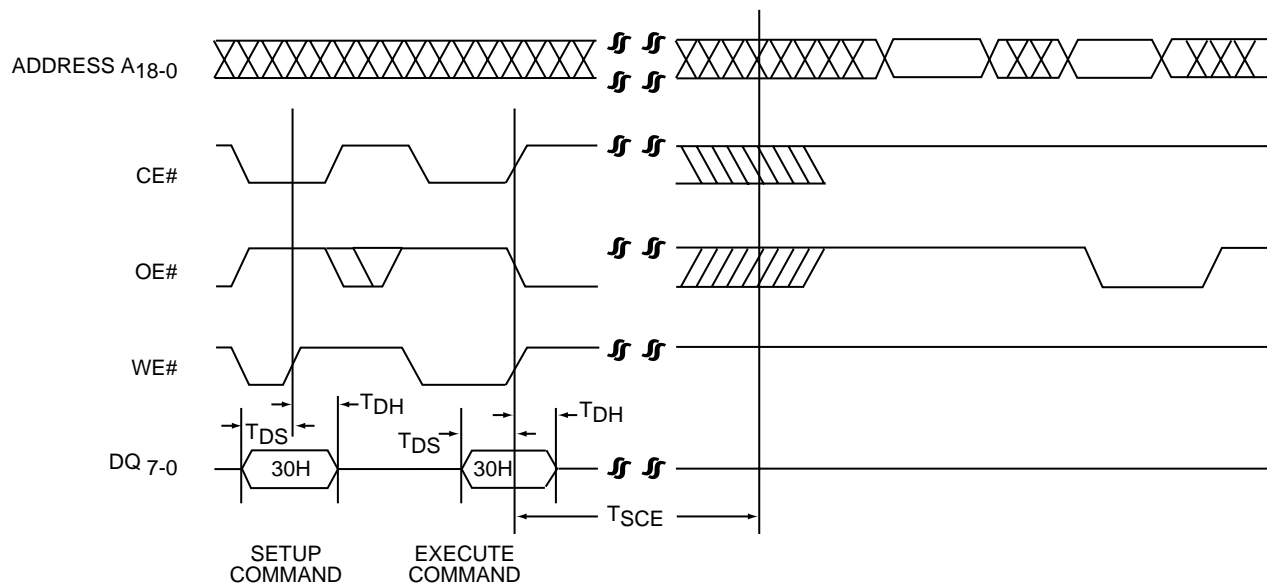 ADDRESS A18-0
CE#
OE#
WE#
TDS
TDH
TDS
TDH
DQ 7-0
30H
30H
TSCE
SETUP
COMMAND
EXECUTE
COMMAND